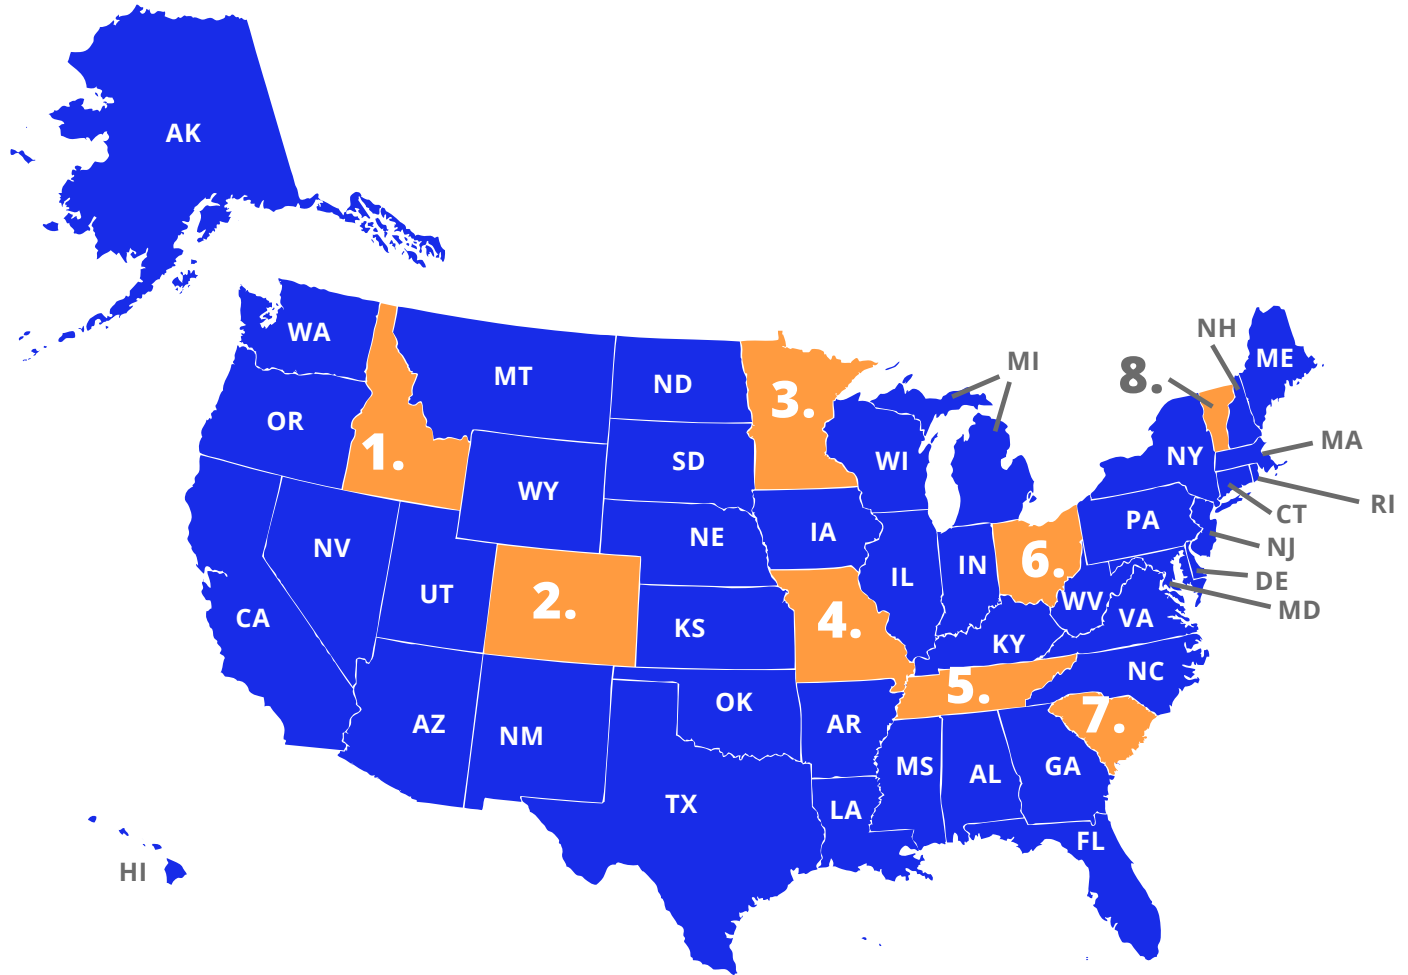 AK
WA
NH
ME
MI
8.
MT
ND
3.
OR
1.
MA
NY
WI
SD
WY
RI
CT
PA
IA
NE
NV
NJ
6.
IN
IL
DE
UT
2.
WV
MD
CA
4.
VA
KS
KY
NC
5.
OK
7.
AZ
AR
NM
MS
GA
AL
TX
LA
FL
HI